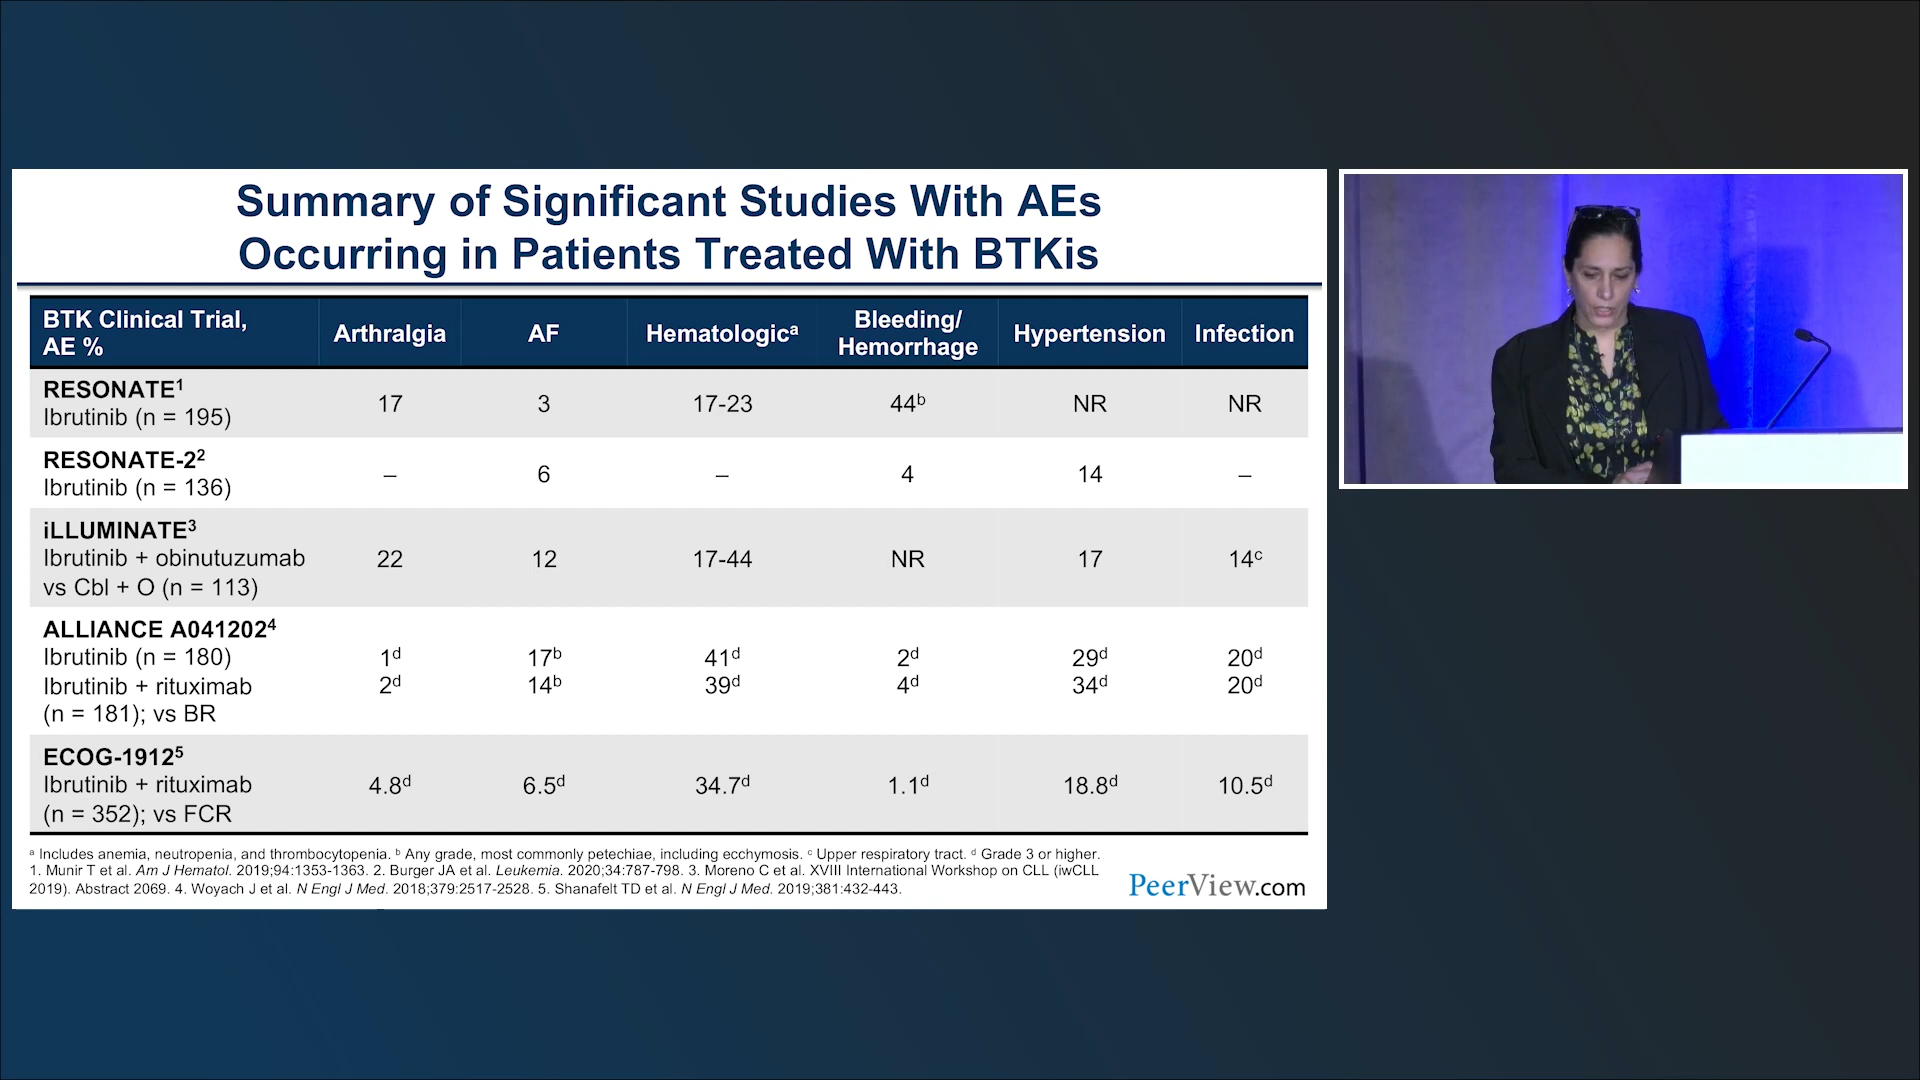 Summary of Significant Studies With AEs
Occurring in Patients Treated With BTKis
BTK Clinical Trial,
AE %
Arthralgia
AF
Hematologicᵃ
Bleeding/
Hemorrhage
Hypertension
Infection
RESONATE¹
Ibrutinib (n = 195)
17
3
17-23
44ᵇ
NR
NR
RESONATE-2²
Ibrutinib (n = 136)
–
6
–
4
14
–
iLLUMINATE³
Ibrutinib + obinutuzumab
vs Cbl + O (n = 113)
22
12
17-44
NR
17
14ᶜ
ALLIANCE A041202⁴
Ibrutinib (n = 180)
1ᵈ
17ᵇ
41ᵈ
2ᵈ
29ᵈ
20ᵈ
Ibrutinib + rituximab
(n = 181); vs BR
2ᵈ
14ᵇ
39ᵈ
4ᵈ
34ᵈ
20ᵈ
ECOG-1912⁵
Ibrutinib + rituximab
(n = 352); vs FCR
4.8ᵈ
6.5ᵈ
34.7ᵈ
1.1ᵈ
18.8ᵈ
10.5ᵈ
ᵃ Includes anemia, neutropenia, and thrombocytopenia. ᵇ Any grade, most commonly petechiae, including ecchymosis. ᶜ Upper respiratory tract. ᵈ Grade 3 or higher.
1. Munir T et al. Am J Hematol. 2019;94:1353-1363. 2. Burger JA et al. Leukemia. 2020;34:787-798. 3. Moreno C et al. XVIII International Workshop on CLL (iwCLL
2019). Abstract 2069. 4. Woyach J et al. N Engl J Med. 2018;379:2517-2528. 5. Shanafelt TD et al. N Engl J Med. 2019;381:432-443.
PeerView.com